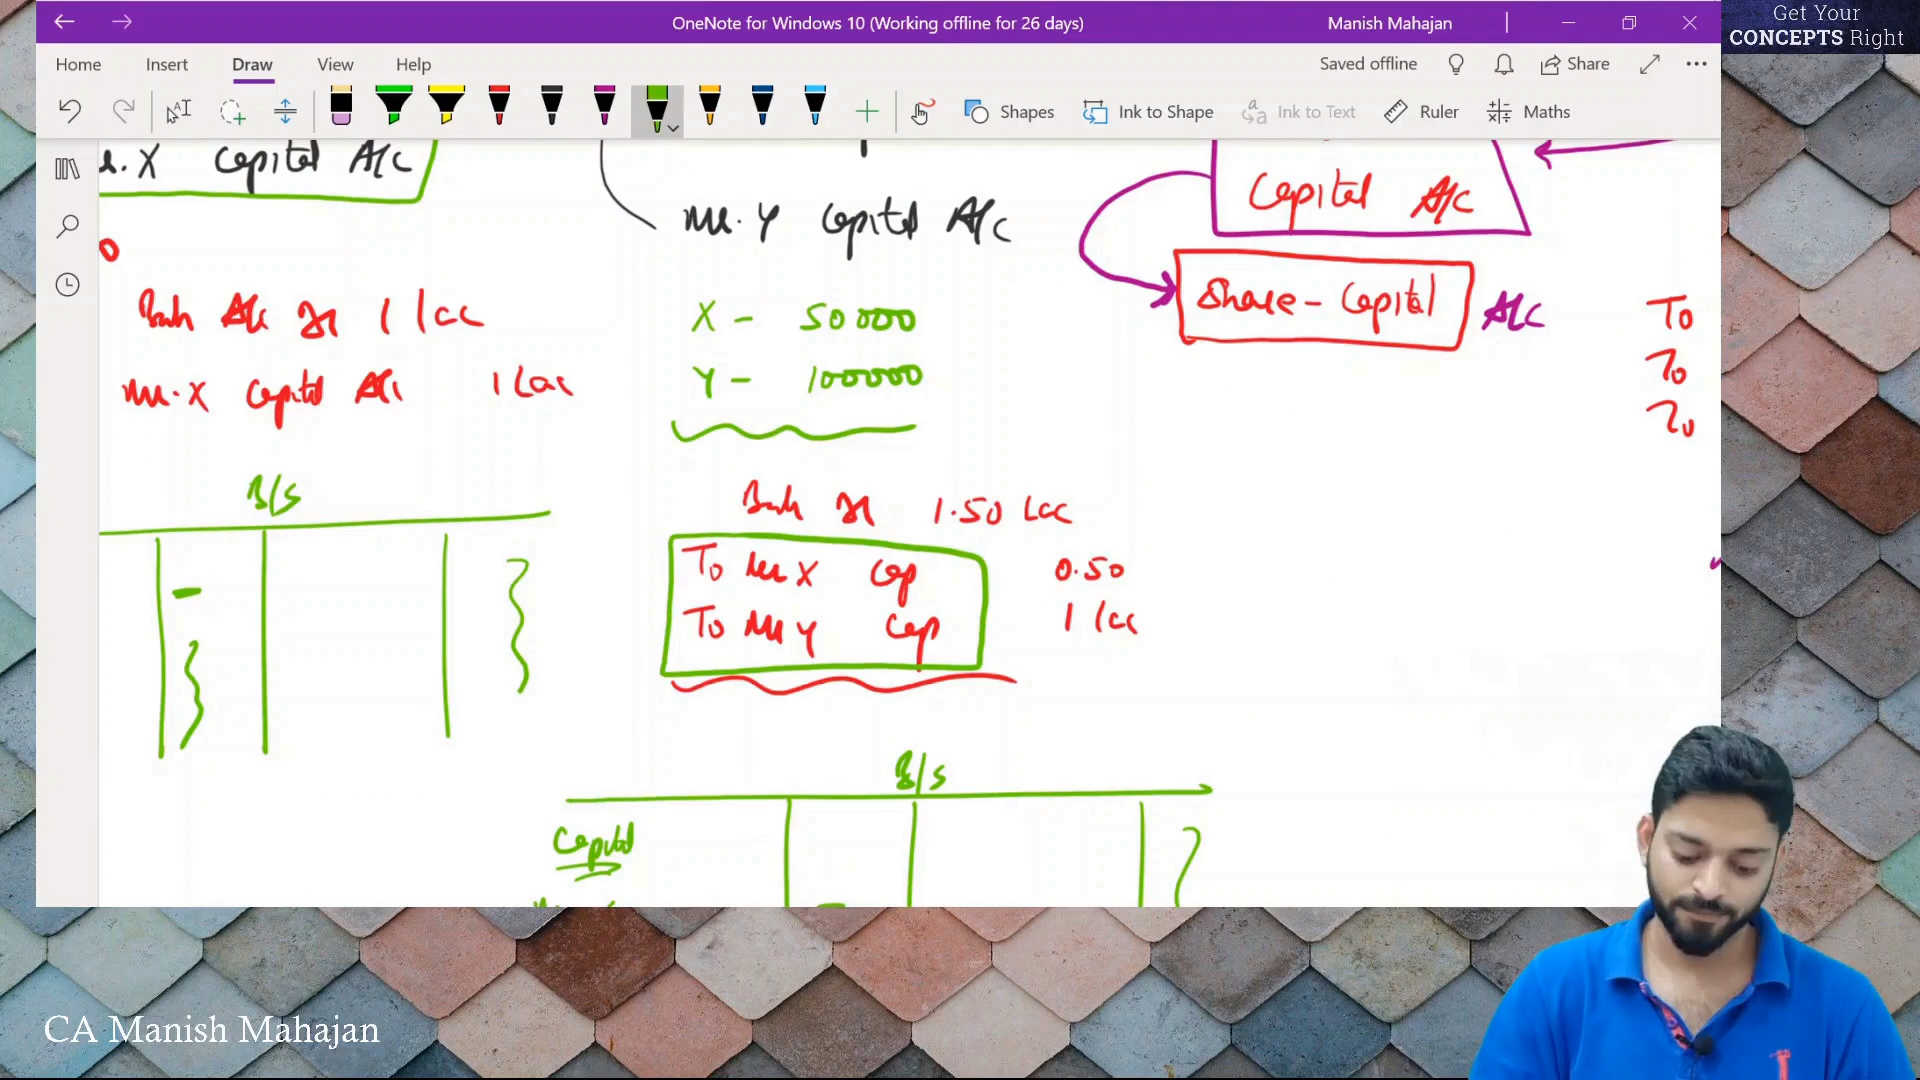 OneNote for Windows 10 (Working offline for 26 days)
Manish Mahajan
Get Your
CONCEPTS Right
Home Insert Draw View Help
Saved offline
Share
Shapes
Ink to Shape
Ink to Text
Ruler
Maths
X Capital A/c
Mr. Y Capital A/c
Capital A/c
Share - Capital A/c
Bank A/c Dr 1 lac
Mr. X Capital A/c 1 Lac
X - 50000
Y - 100000
To
To
To
B/S
Bank Dr 1.50 Lac
To Mr X Cap 0.50
To Mr Y Cap 1 lac
B/S
Capital
CA Manish Mahajan